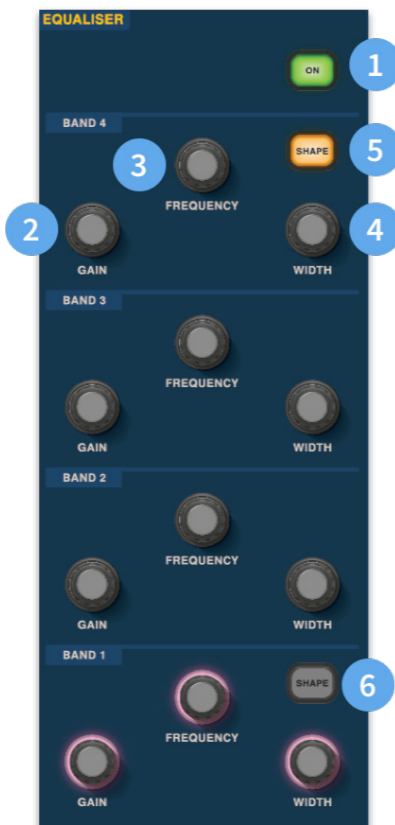 EQUALISER
ON
1
BAND 4
SHAPE
5
3
FREQUENCY
2
4
GAIN
WIDTH
BAND 3
FREQUENCY
GAIN
WIDTH
BAND 2
FREQUENCY
GAIN
WIDTH
BAND 1
SHAPE
6
FREQUENCY
GAIN
WIDTH